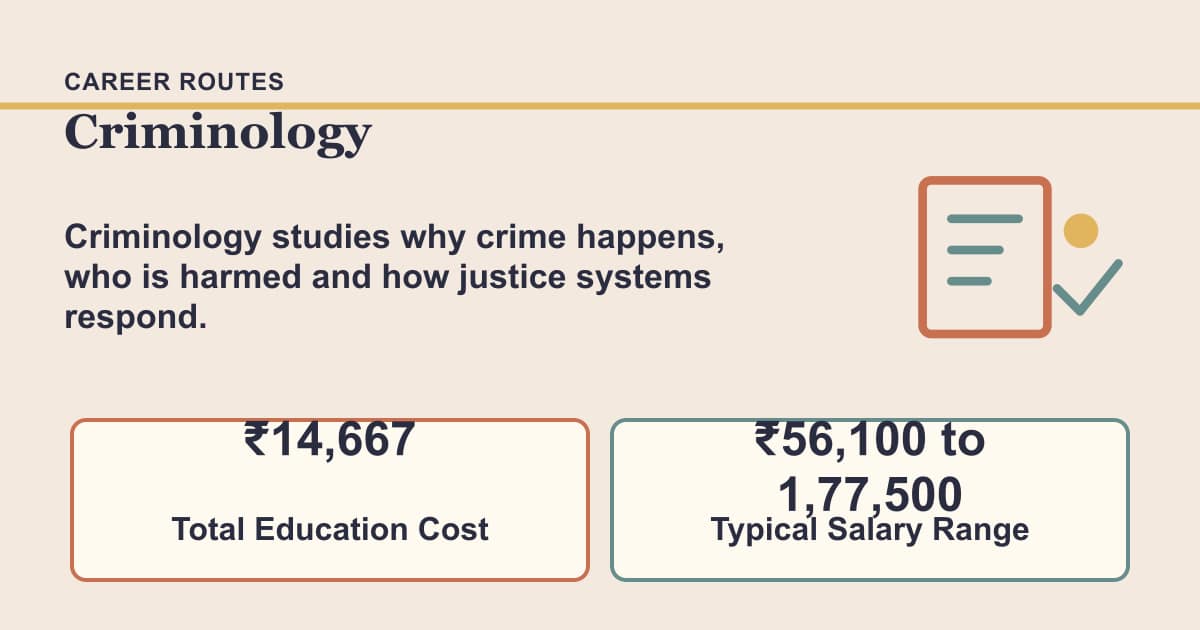 CAREER ROUTES
Criminology
Criminology studies why crime happens,
who is harmed and how justice systems
respond.
₹14,667
Total Education Cost
₹56,100 to
1,77,500
Typical Salary Range